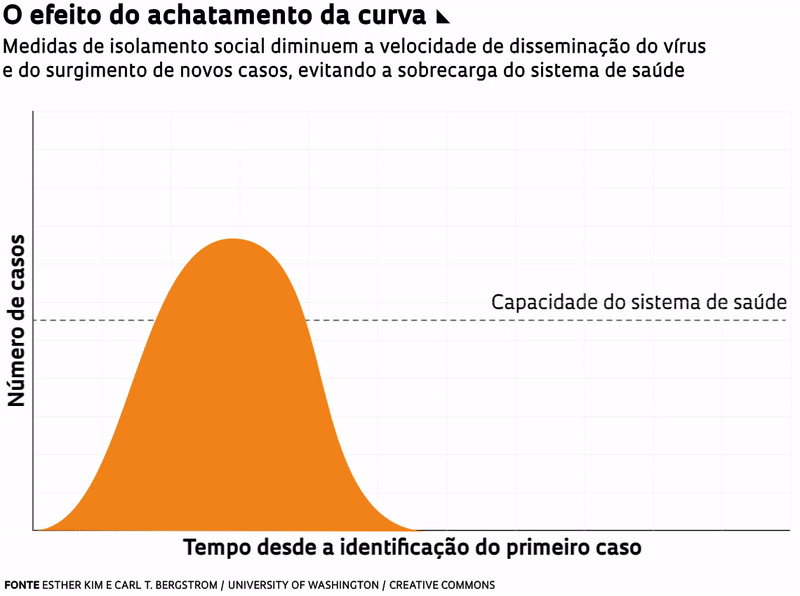 O efeito do achatamento da curva
Medidas de isolamento social diminuem a velocidade de disseminação do vírus
e do surgimento de novos casos, evitando a sobrecarga do sistema de saúde
Número de casos
Capacidade do sistema de saúde
Tempo desde a identificação do primeiro caso
FONTE ESTHER KIM E CARL T. BERGSTROM / UNIVERSITY OF WASHINGTON / CREATIVE COMMONS